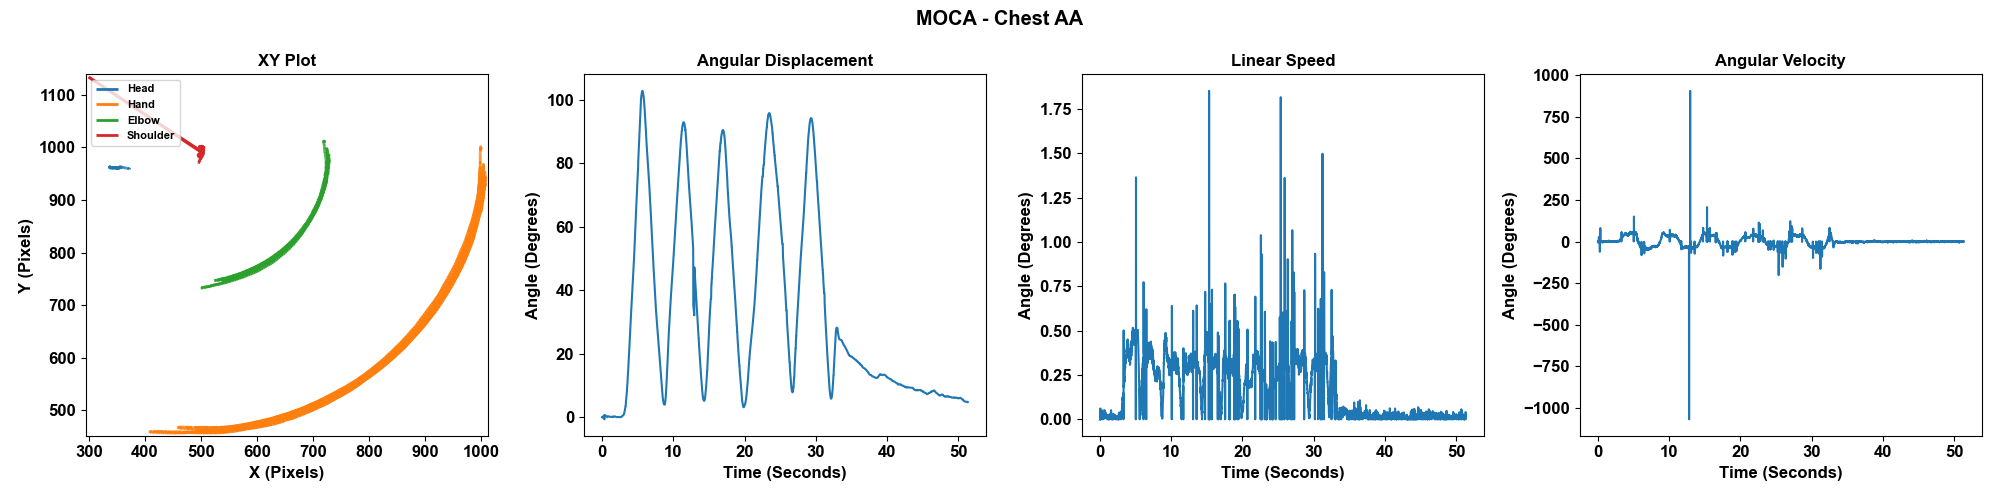 MOCA - Chest AA
XY Plot
Head
Hand
Elbow
Shoulder
1100
1000
900
800
700
600
500
300 400 500 600 700 800 900 1000
X (Pixels)
Y (Pixels)
Angular Displacement
100
80
60
40
20
0
0 10 20 30 40 50
Time (Seconds)
Angle (Degrees)
Linear Speed
1.75
1.50
1.25
1.00
0.75
0.50
0.25
0.00
0 10 20 30 40 50
Time (Seconds)
Angle (Degrees)
Angular Velocity
1000
750
500
250
0
−250
−500
−750
−1000
0 10 20 30 40 50
Time (Seconds)
Angle (Degrees)